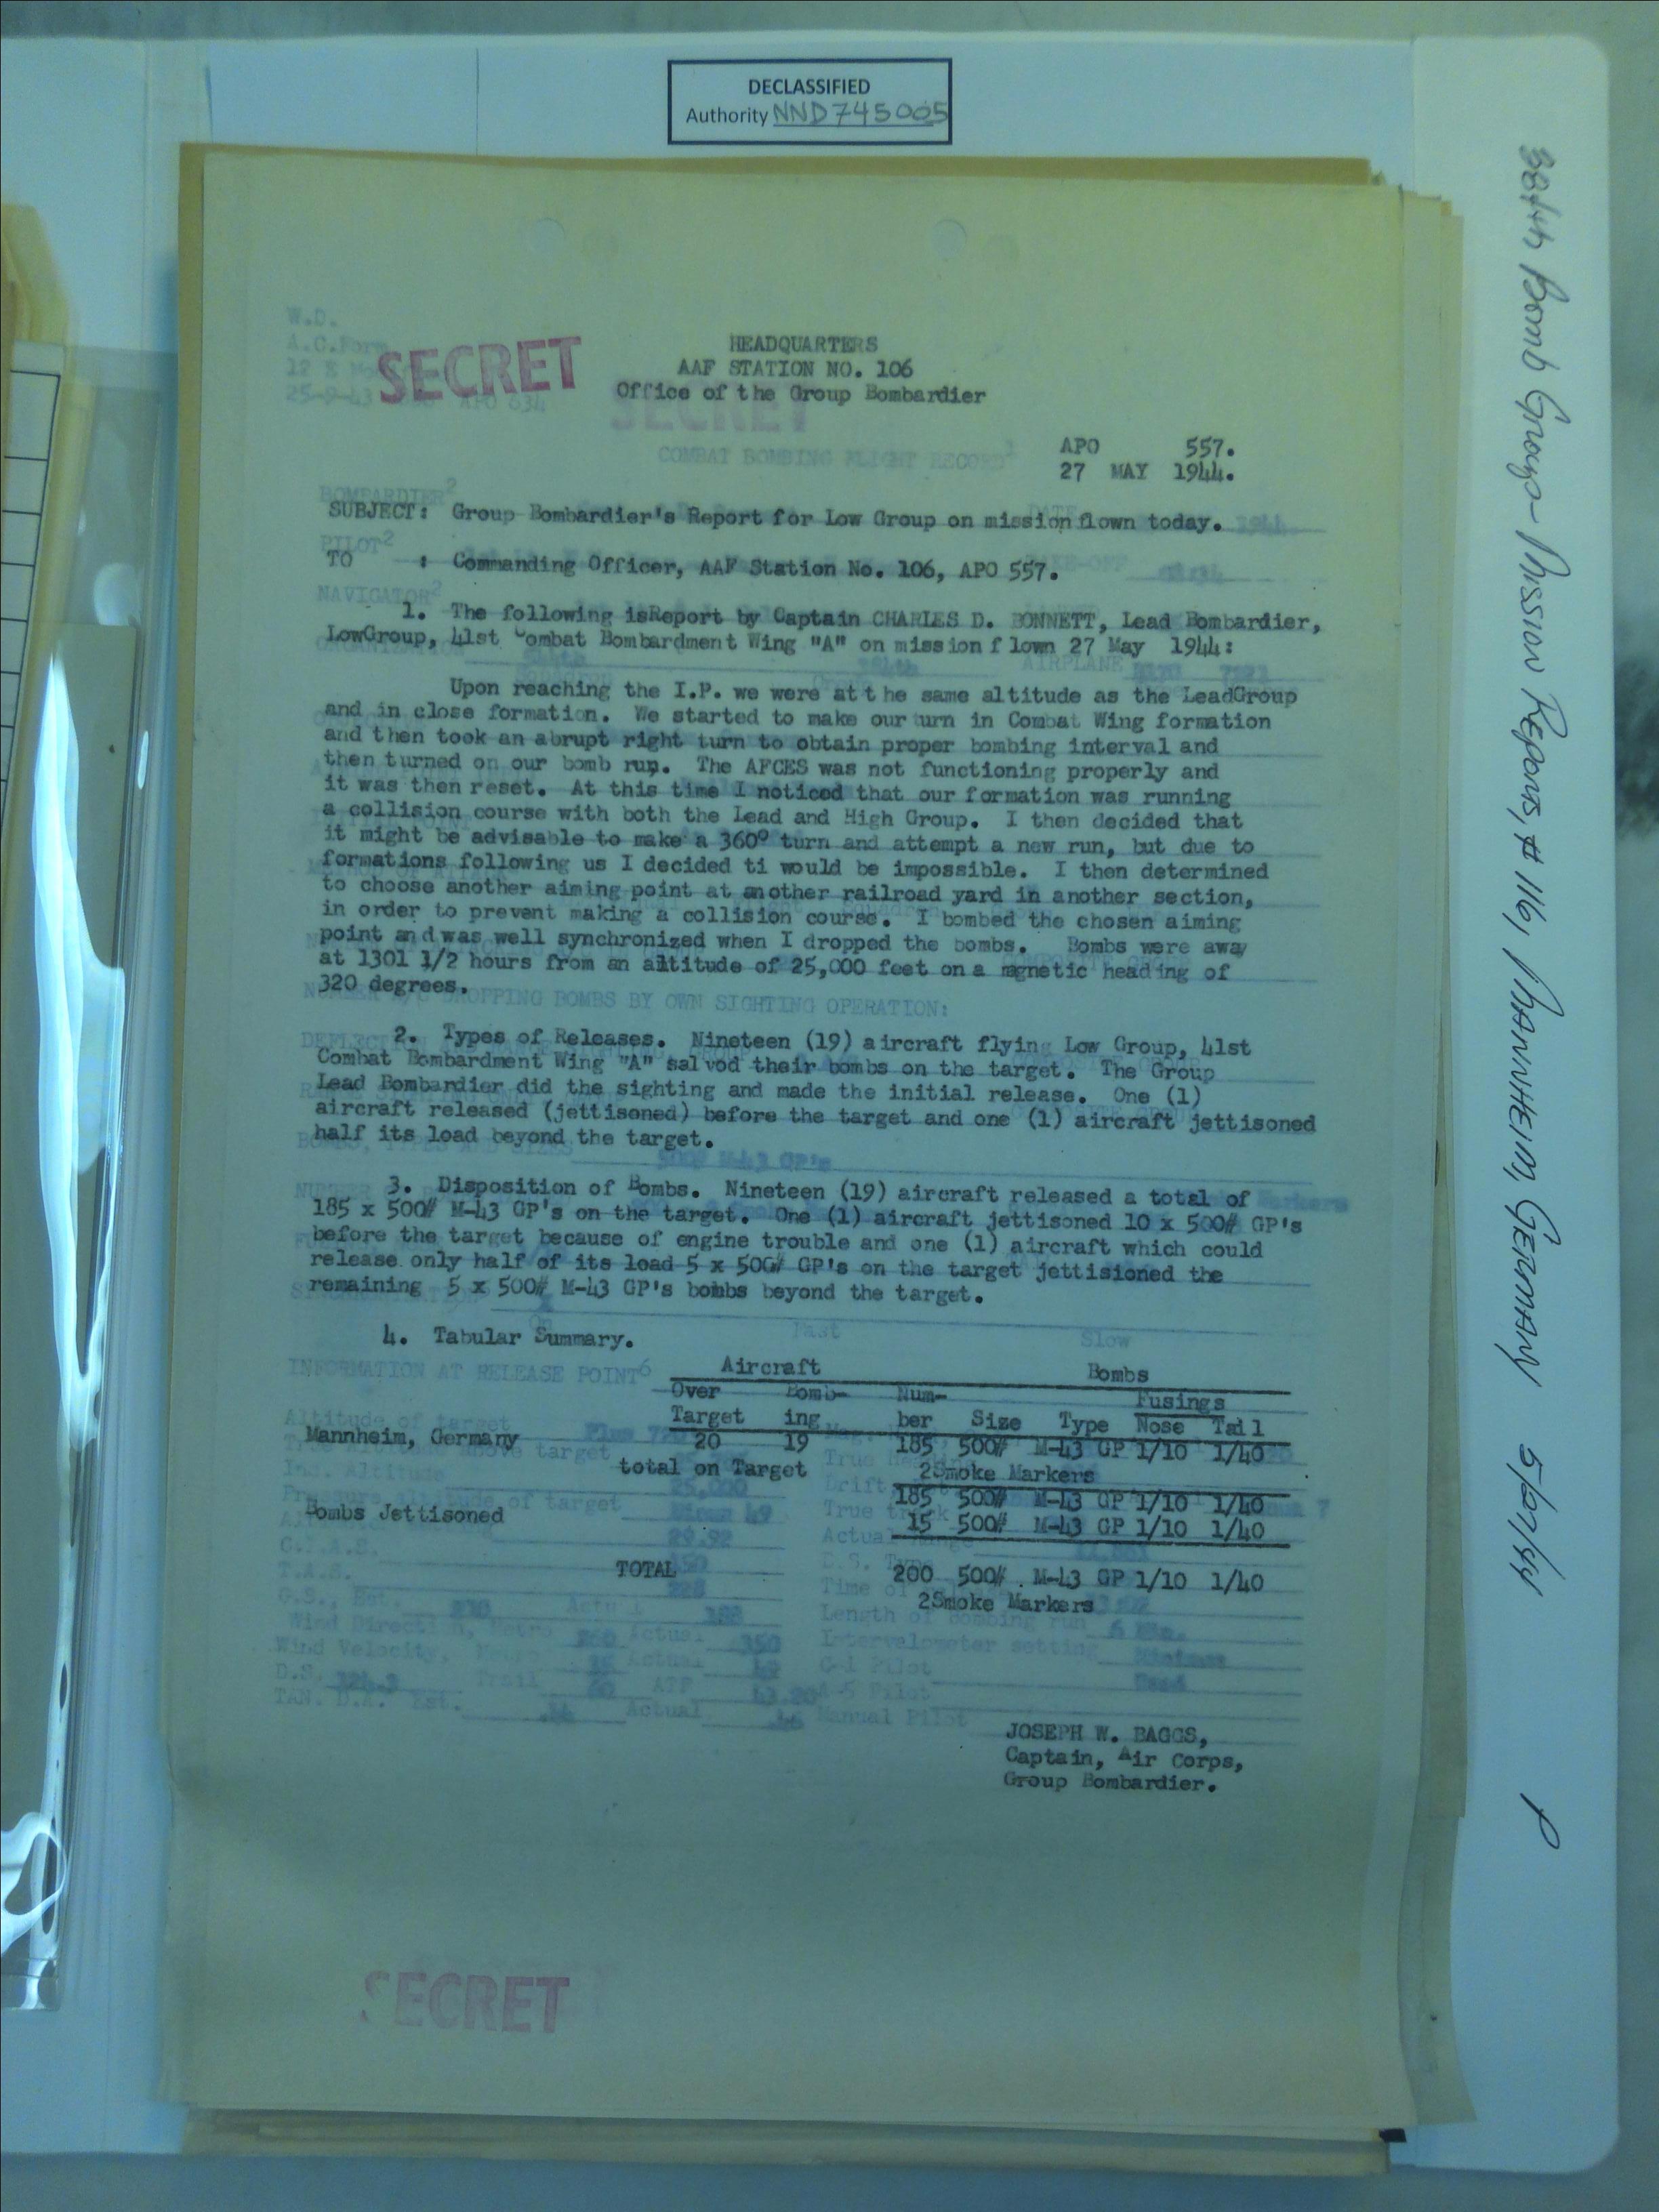 DECLASSIFIED
Authority NND745005
384th Bomb Group - Mission Reports, # 116, MANNHEIM, GERMANY 5/27/44 P
SECRET
HEADQUARTERS
AAF STATION NO. 106
Office of the Group Bombardier
APO 557.
27 MAY 1944.
SUBJECT: Group Bombardier's Report for Low Group on mission flown today.
TO : Commanding Officer, AAF Station No. 106, APO 557.
1. The following isReport by Captain CHARLES D. BONNETT, Lead Bombardier,
LowGroup, 41st Combat Bombardment Wing "A" on mission f lown 27 May 1944:
Upon reaching the I.P. we were at t he same altitude as the LeadGroup
and in close formation. We started to make our turn in Combat Wing formation
and then took an abrupt right turn to obtain proper bombing interval and
then turned on our bomb run. The AFCES was not functioning properly and
it was then reset. At this time I noticed that our formation was running
a collision course with both the Lead and High Group. I then decided that
it might be advisable to make a 360° turn and attempt a new run, but due to
formations following us I decided ti would be impossible. I then determined
to choose another aiming point at another railroad yard in another section,
in order to prevent making a collision course. I bombed the chosen aiming
point and was well synchronized when I dropped the bombs. Bombs were away
at 1301 1/2 hours from an altitude of 25,000 feet on a mgnetic heading of
320 degrees.
2. Types of Releases. Nineteen (19) aircraft flying Low Group, 41st
Combat Bombardment Wing "A" salvod their bombs on the target. The Group
Lead Bombardier did the sighting and made the initial release. One (1)
aircraft released (jettisoned) before the target and one (1) aircraft jettisoned
half its load beyond the target.
3. Disposition of Bombs. Nineteen (19) aircraft released a total of
185 x 500# M-43 GP's on the target. One (1) aircraft jettisoned 10 x 500# GP's
before the target because of engine trouble and one (1) aircraft which could
release only half of its load 5 x 500# GP's on the target jettisioned the
remaining 5 x 500# M-43 GP's bombs beyond the target.
4. Tabular Summary.
Aircraft Bombs
Over Bomb- Num- Fusings
Target ing ber Size Type Nose Tail
Mannheim, Germany 20 19 185 500# M-43 GP 1/10 1/40
total on Target 2Smoke Markers
185 500# M-43 GP 1/10 1/40
Bombs Jettisoned 15 500# M-43 GP 1/10 1/40
TOTAL 200 500# M-43 GP 1/10 1/40
2Smoke Markers
JOSEPH W. BAGGS,
Captain, Air Corps,
Group Bombardier.
SECRET